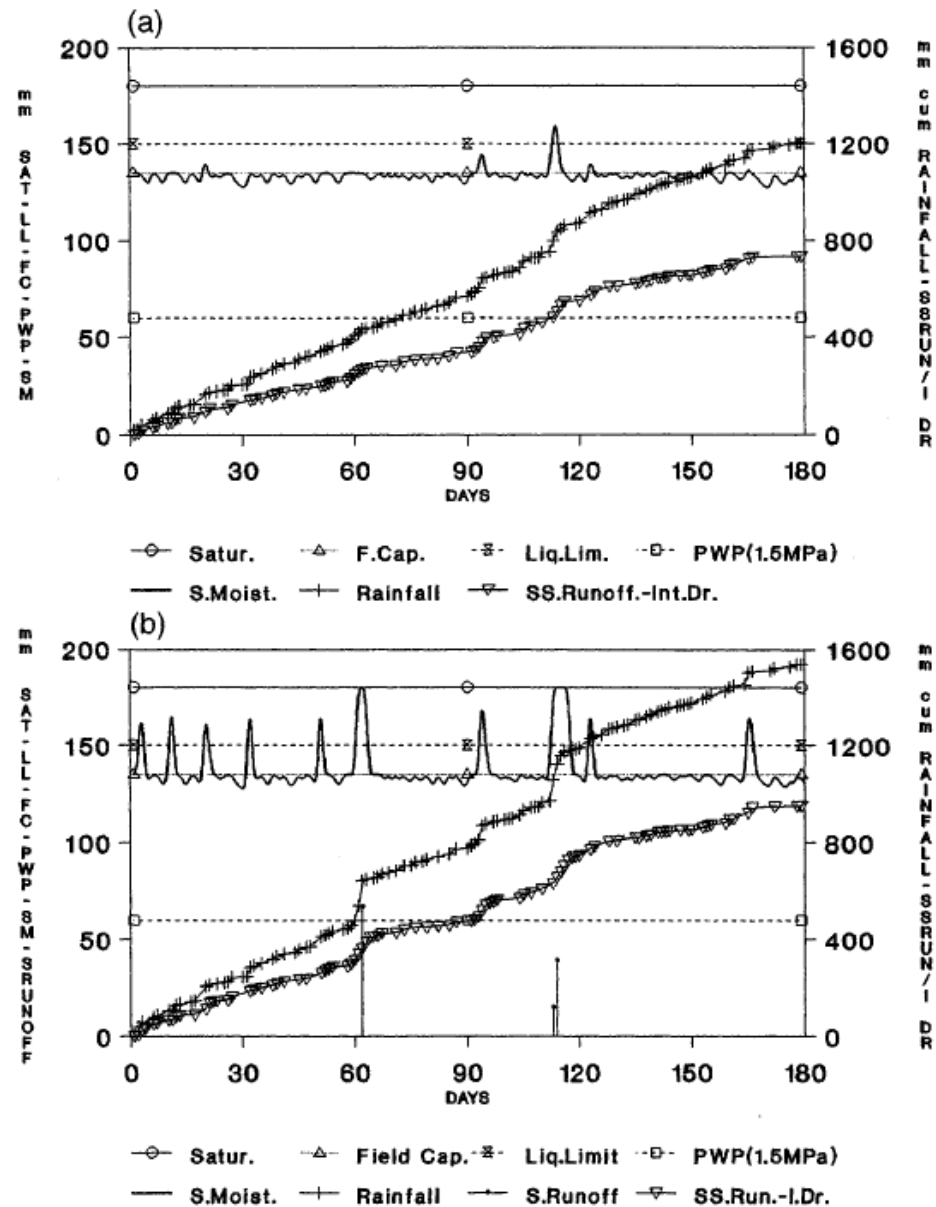 (a)
mm SAT-LL-FC-PWP-SM
200
150
100
50
0
1600
1200
800
400
0
mm cum RAINFALL-SSRUN/I DR
0 30 60 90 120 150 180
DAYS
Satur. F.Cap. Liq.Lim. PWP(1.5MPa)
S.Moist. Rainfall SS.Runoff.-Int.Dr.
(b)
mm SAT-LL-FC-PWP-SM-SRUNOFF
200
150
100
50
0
1600
1200
800
400
0
mm cum RAINFALL-SSRUN/I DR
0 30 60 90 120 150 180
DAYS
Satur. Field Cap. Liq.Limit PWP(1.5MPa)
S.Moist. Rainfall S.Runoff SS.Run.-I.Dr.